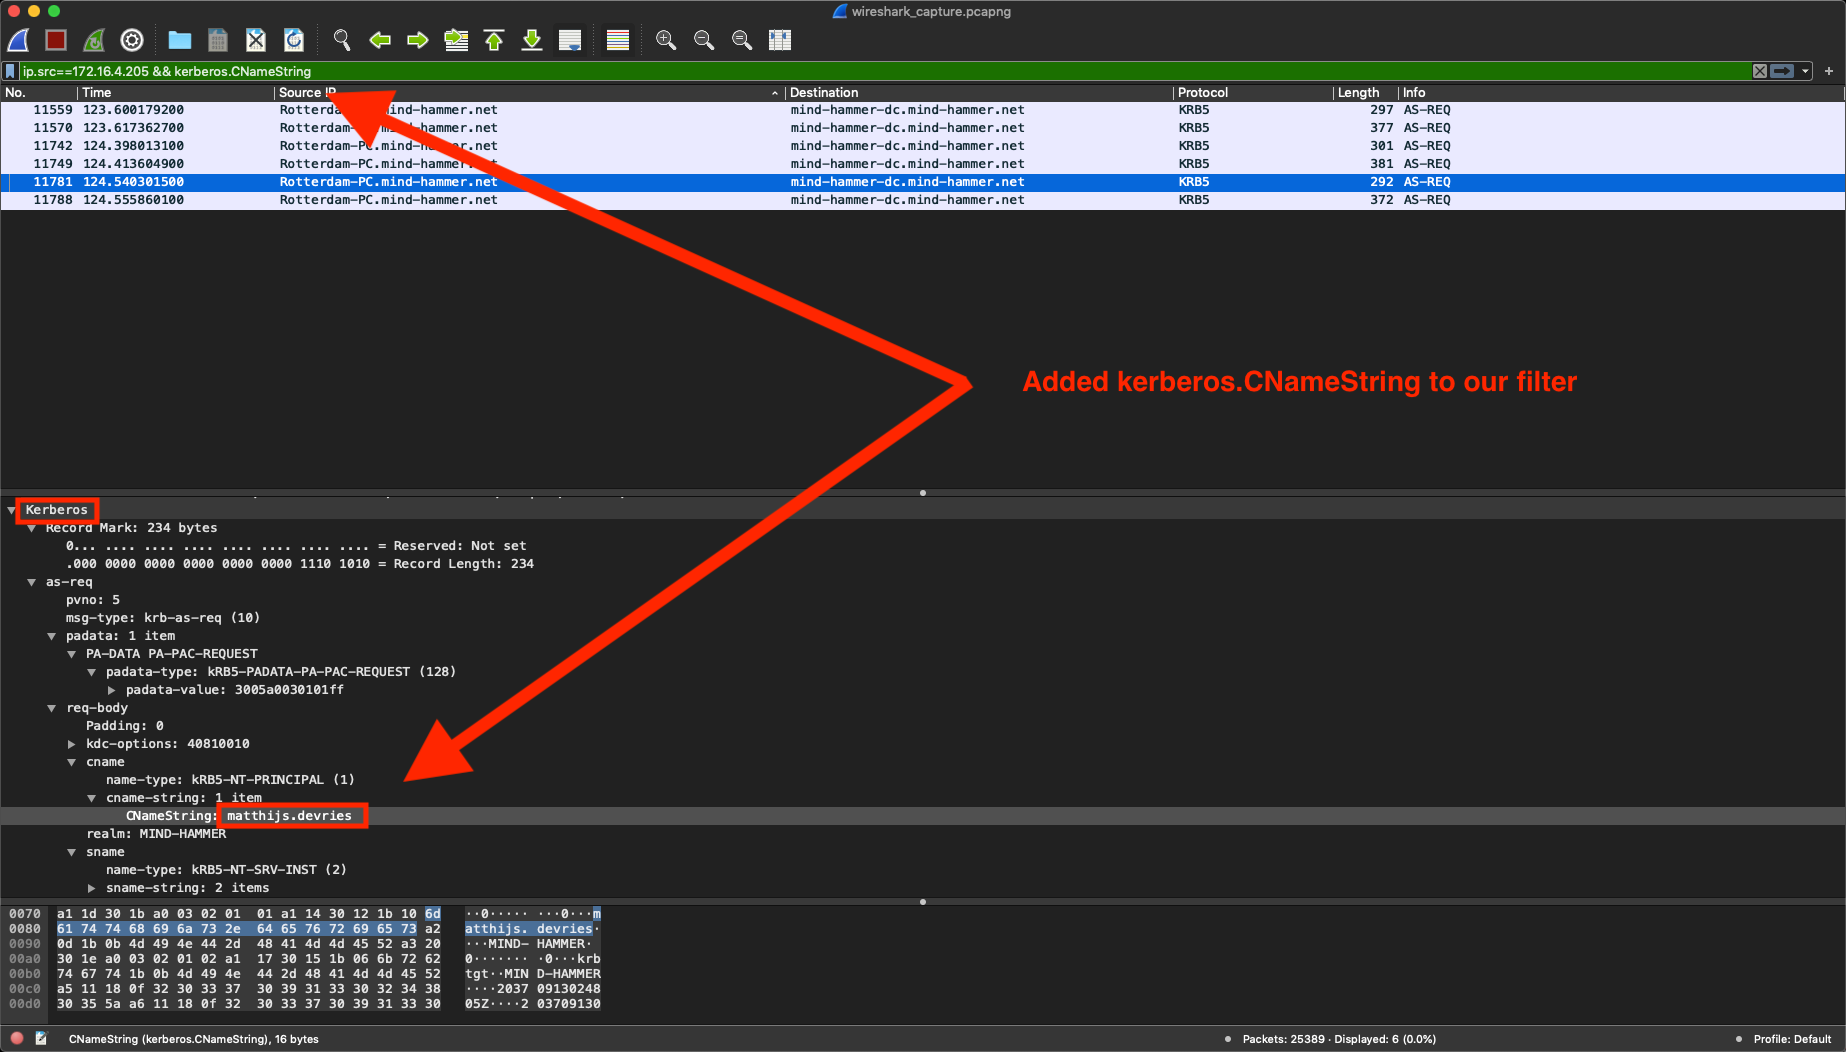 wireshark_capture.pcapng
ip.src==172.16.4.205 && kerberos.CNameString
No. Time Source IP Destination Protocol Length Info
11559 123.600179200 Rotterdam- mind-hammer.net mind-hammer-dc.mind-hammer.net KRB5 297 AS-REQ
11570 123.617362700 Rotterdam- .mind-hammer.net mind-hammer-dc.mind-hammer.net KRB5 377 AS-REQ
11742 124.398013100 Rotterdam-PC.mind-hammer.net mind-hammer-dc.mind-hammer.net KRB5 301 AS-REQ
11749 124.413604900 Rotterdam-PC.mind-hammer.net mind-hammer-dc.mind-hammer.net KRB5 381 AS-REQ
11781 124.540301500 Rotterdam-PC.mind-hammer.net mind-hammer-dc.mind-hammer.net KRB5 292 AS-REQ
11788 124.555860100 Rotterdam-PC.mind-hammer.net mind-hammer-dc.mind-hammer.net KRB5 372 AS-REQ
Added kerberos.CNameString to our filter
Kerberos
Record Mark: 234 bytes
0... .... .... .... .... .... .... .... = Reserved: Not set
.000 0000 0000 0000 0000 0000 1110 1010 = Record Length: 234
as-req
pvno: 5
msg-type: krb-as-req (10)
padata: 1 item
PA-DATA PA-PAC-REQUEST
padata-type: kRB5-PADATA-PA-PAC-REQUEST (128)
padata-value: 3005a0030101ff
req-body
Padding: 0
kdc-options: 40810010
cname
name-type: kRB5-NT-PRINCIPAL (1)
cname-string: 1 item
CNameString: matthijs.devries
realm: MIND-HAMMER
sname
name-type: kRB5-NT-SRV-INST (2)
sname-string: 2 items
0070 a1 1d 30 1b a0 03 02 01 01 a1 14 30 12 1b 10 6d ··0····· ···0···m
0080 61 74 74 68 69 6a 73 2e 64 65 76 72 69 65 73 a2 atthijs. devries·
0090 0d 1b 0b 4d 49 4e 44 2d 48 41 4d 4d 45 52 a3 20 ···MIND- HAMMER·
00a0 30 1e a0 03 02 01 02 a1 17 30 15 1b 06 6b 72 62 0······· ·0···krb
00b0 74 67 74 1b 0b 4d 49 4e 44 2d 48 41 4d 4d 45 52 tgt··MIN D-HAMMER
00c0 a5 11 18 0f 32 30 33 37 30 39 31 33 30 32 34 38 ····2037 09130248
00d0 30 35 5a a6 11 18 0f 32 30 33 37 30 39 31 33 30 05Z····2 03709130
CNameString (kerberos.CNameString), 16 bytes
Packets: 25389 · Displayed: 6 (0.0%)
Profile: Default